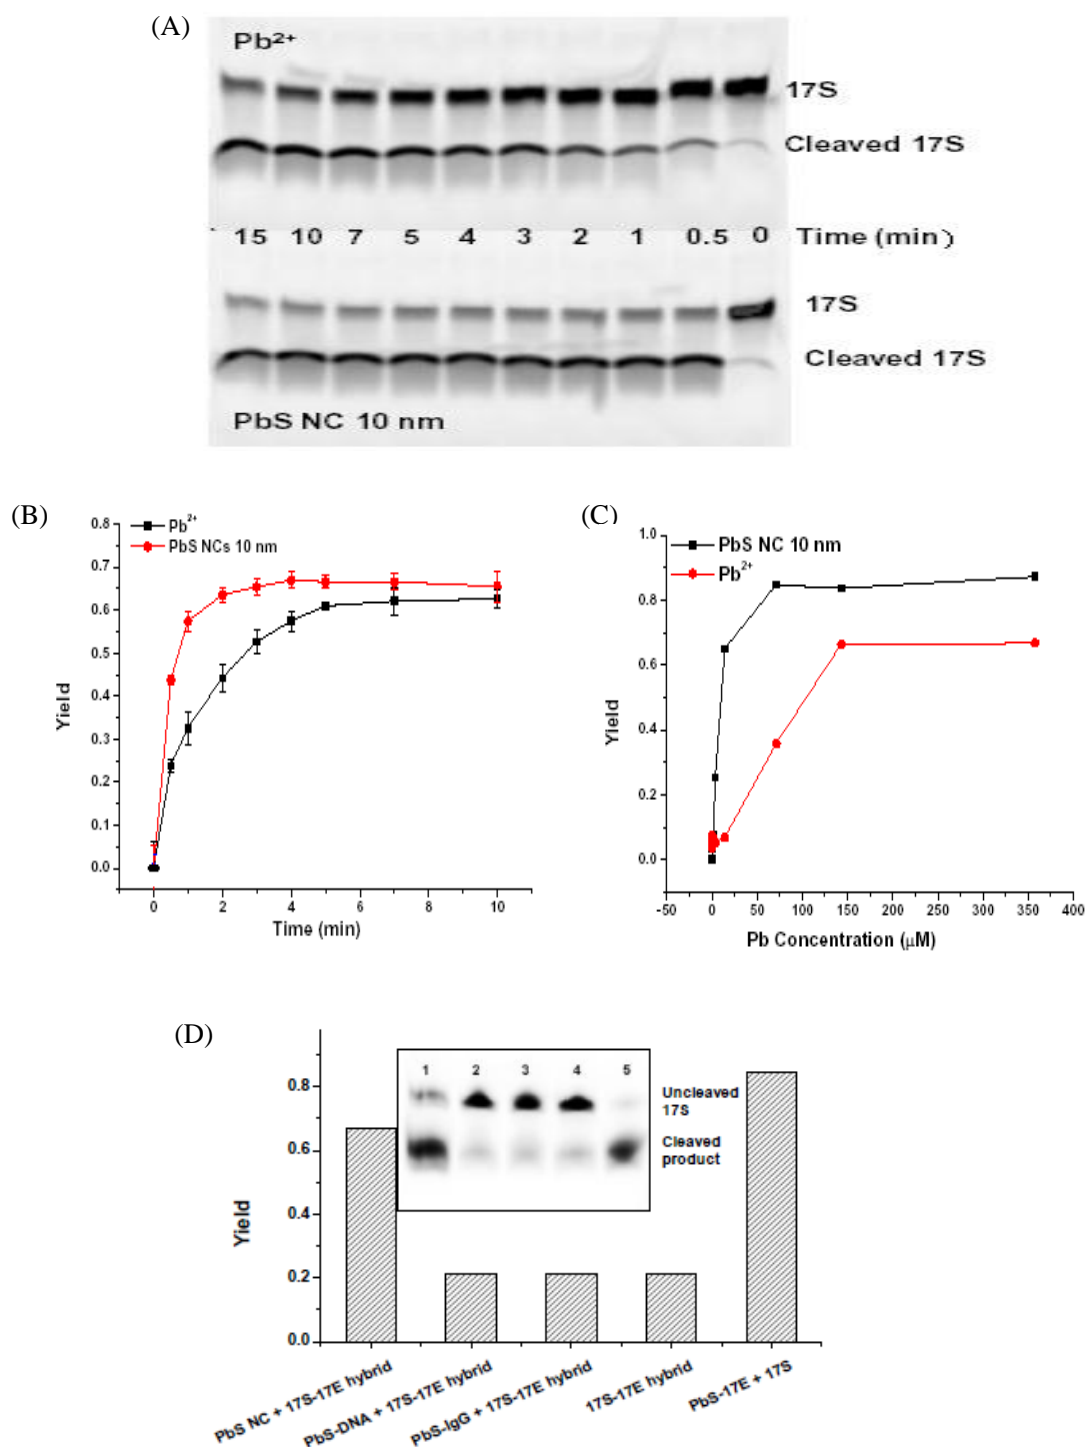 (A)
Pb²⁺
17S
Cleaved 17S
15 10 7 5 4 3 2 1 0.5 0 Time (min)
17S
Cleaved 17S
PbS NC 10 nm
(B)
Pb²⁺
PbS NCs 10 nm
0.8
0.7
0.6
0.5
0.4
0.3
0.2
0.1
0.0
Yield
0 2 4 6 8 10
Time (min)
(C)
PbS NC 10 nm
Pb²⁺
1.0
0.8
0.6
0.4
0.2
0.0
Yield
-50 0 50 100 150 200 250 300 350 400
Pb Concentration (μM)
(D)
0.8
0.6
0.4
0.2
0.0
Yield
1 2 3 4 5
Uncleaved
17S
Cleaved
product
PbS NC + 17S-17E hybrid
PbS-DNA + 17S-17E hybrid
PbS-IgG + 17S-17E hybrid
17S-17E hybrid
PbS-17E + 17S